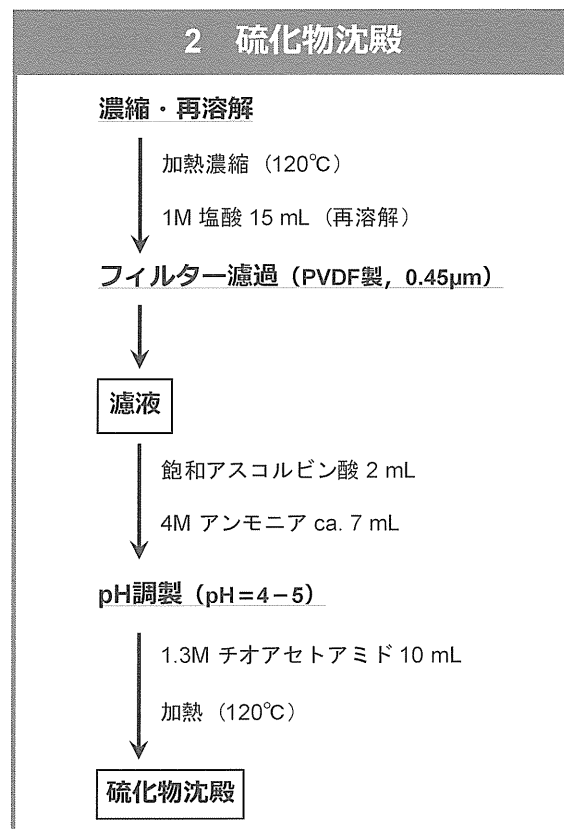 2 硫化物沈殿
濃縮・再溶解
加熱濃縮（120℃）
1M 塩酸 15 mL（再溶解）
フィルター濾過（PVDF製，0.45μm）
濾液
飽和アスコルビン酸 2 mL
4M アンモニア ca. 7 mL
pH調製（pH＝4－5）
1.3M チオアセトアミド 10 mL
加熱（120℃）
硫化物沈殿